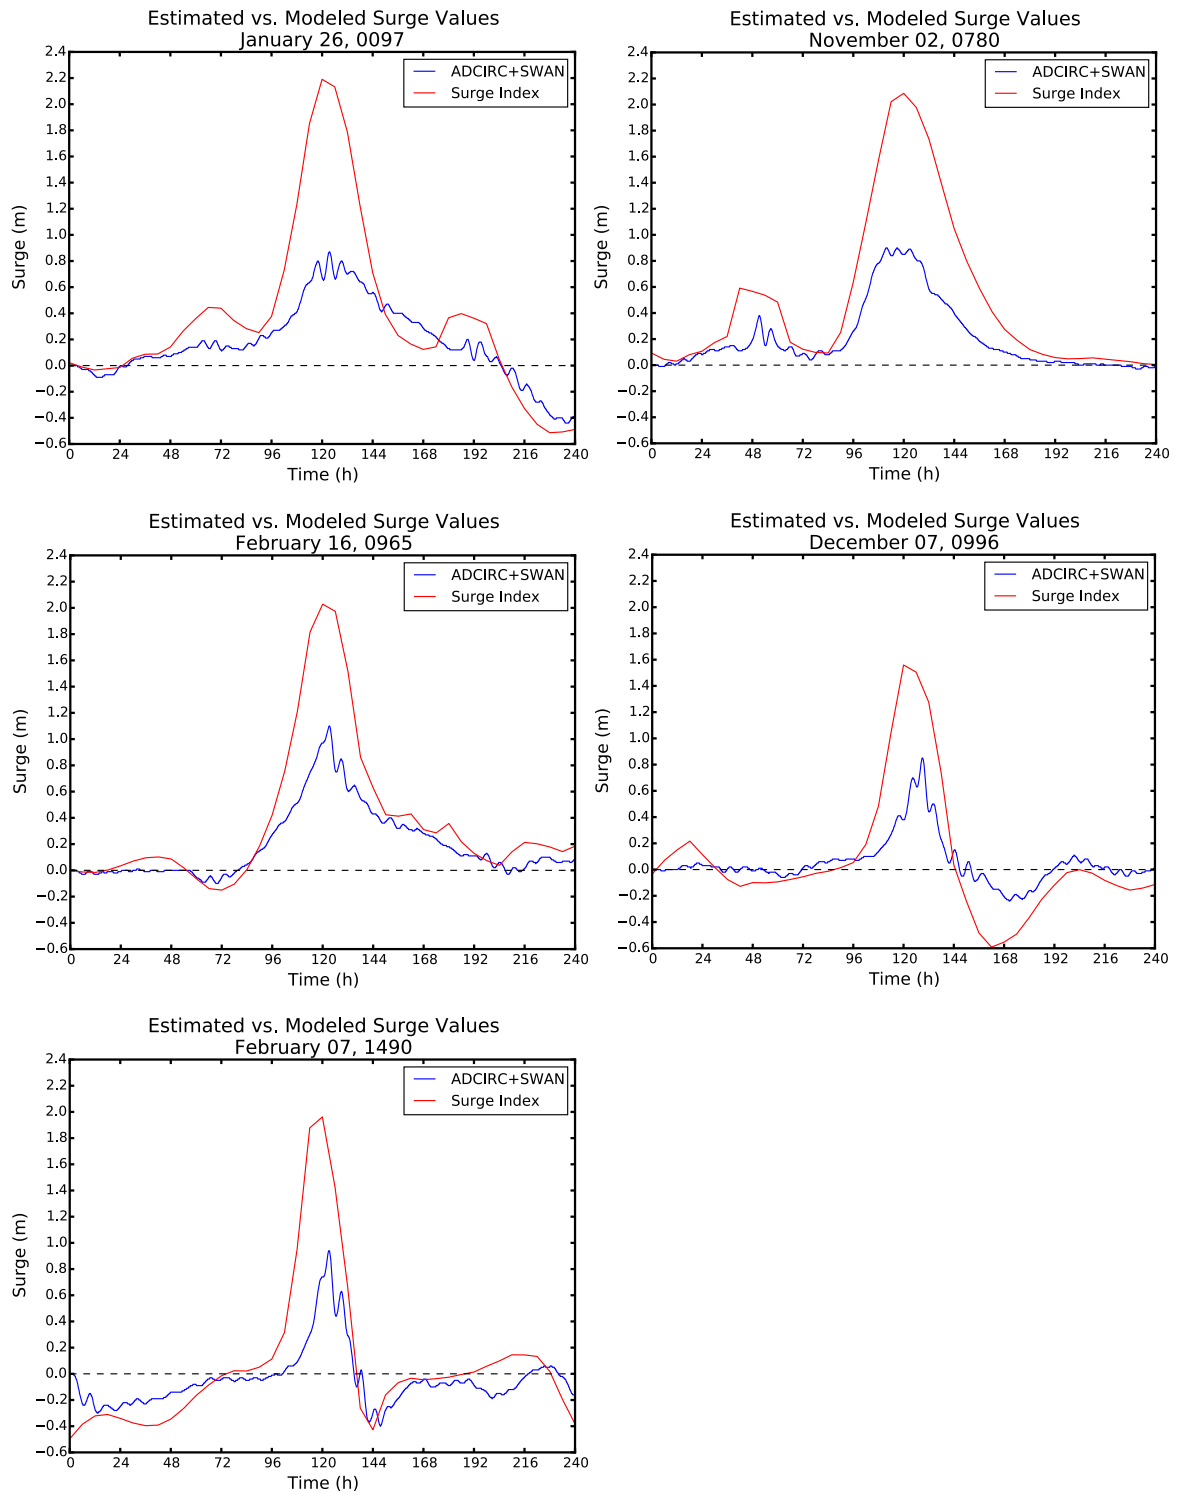 Estimated vs. Modeled Surge Values
January 26, 0097
2.4
2.2
2.0
1.8
1.6
1.4
1.2
1.0
0.8
0.6
0.4
0.2
0.0
−0.2
−0.4
−0.6
Surge (m)
ADCIRC+SWAN
Surge Index
0 24 48 72 96 120 144 168 192 216 240
Time (h)
Estimated vs. Modeled Surge Values
November 02, 0780
2.4
2.2
2.0
1.8
1.6
1.4
1.2
1.0
0.8
0.6
0.4
0.2
0.0
−0.2
−0.4
−0.6
Surge (m)
ADCIRC+SWAN
Surge Index
0 24 48 72 96 120 144 168 192 216 240
Time (h)
Estimated vs. Modeled Surge Values
February 16, 0965
2.4
2.2
2.0
1.8
1.6
1.4
1.2
1.0
0.8
0.6
0.4
0.2
0.0
−0.2
−0.4
−0.6
Surge (m)
ADCIRC+SWAN
Surge Index
0 24 48 72 96 120 144 168 192 216 240
Time (h)
Estimated vs. Modeled Surge Values
December 07, 0996
2.4
2.2
2.0
1.8
1.6
1.4
1.2
1.0
0.8
0.6
0.4
0.2
0.0
−0.2
−0.4
−0.6
Surge (m)
ADCIRC+SWAN
Surge Index
0 24 48 72 96 120 144 168 192 216 240
Time (h)
Estimated vs. Modeled Surge Values
February 07, 1490
2.4
2.2
2.0
1.8
1.6
1.4
1.2
1.0
0.8
0.6
0.4
0.2
0.0
−0.2
−0.4
−0.6
Surge (m)
ADCIRC+SWAN
Surge Index
0 24 48 72 96 120 144 168 192 216 240
Time (h)